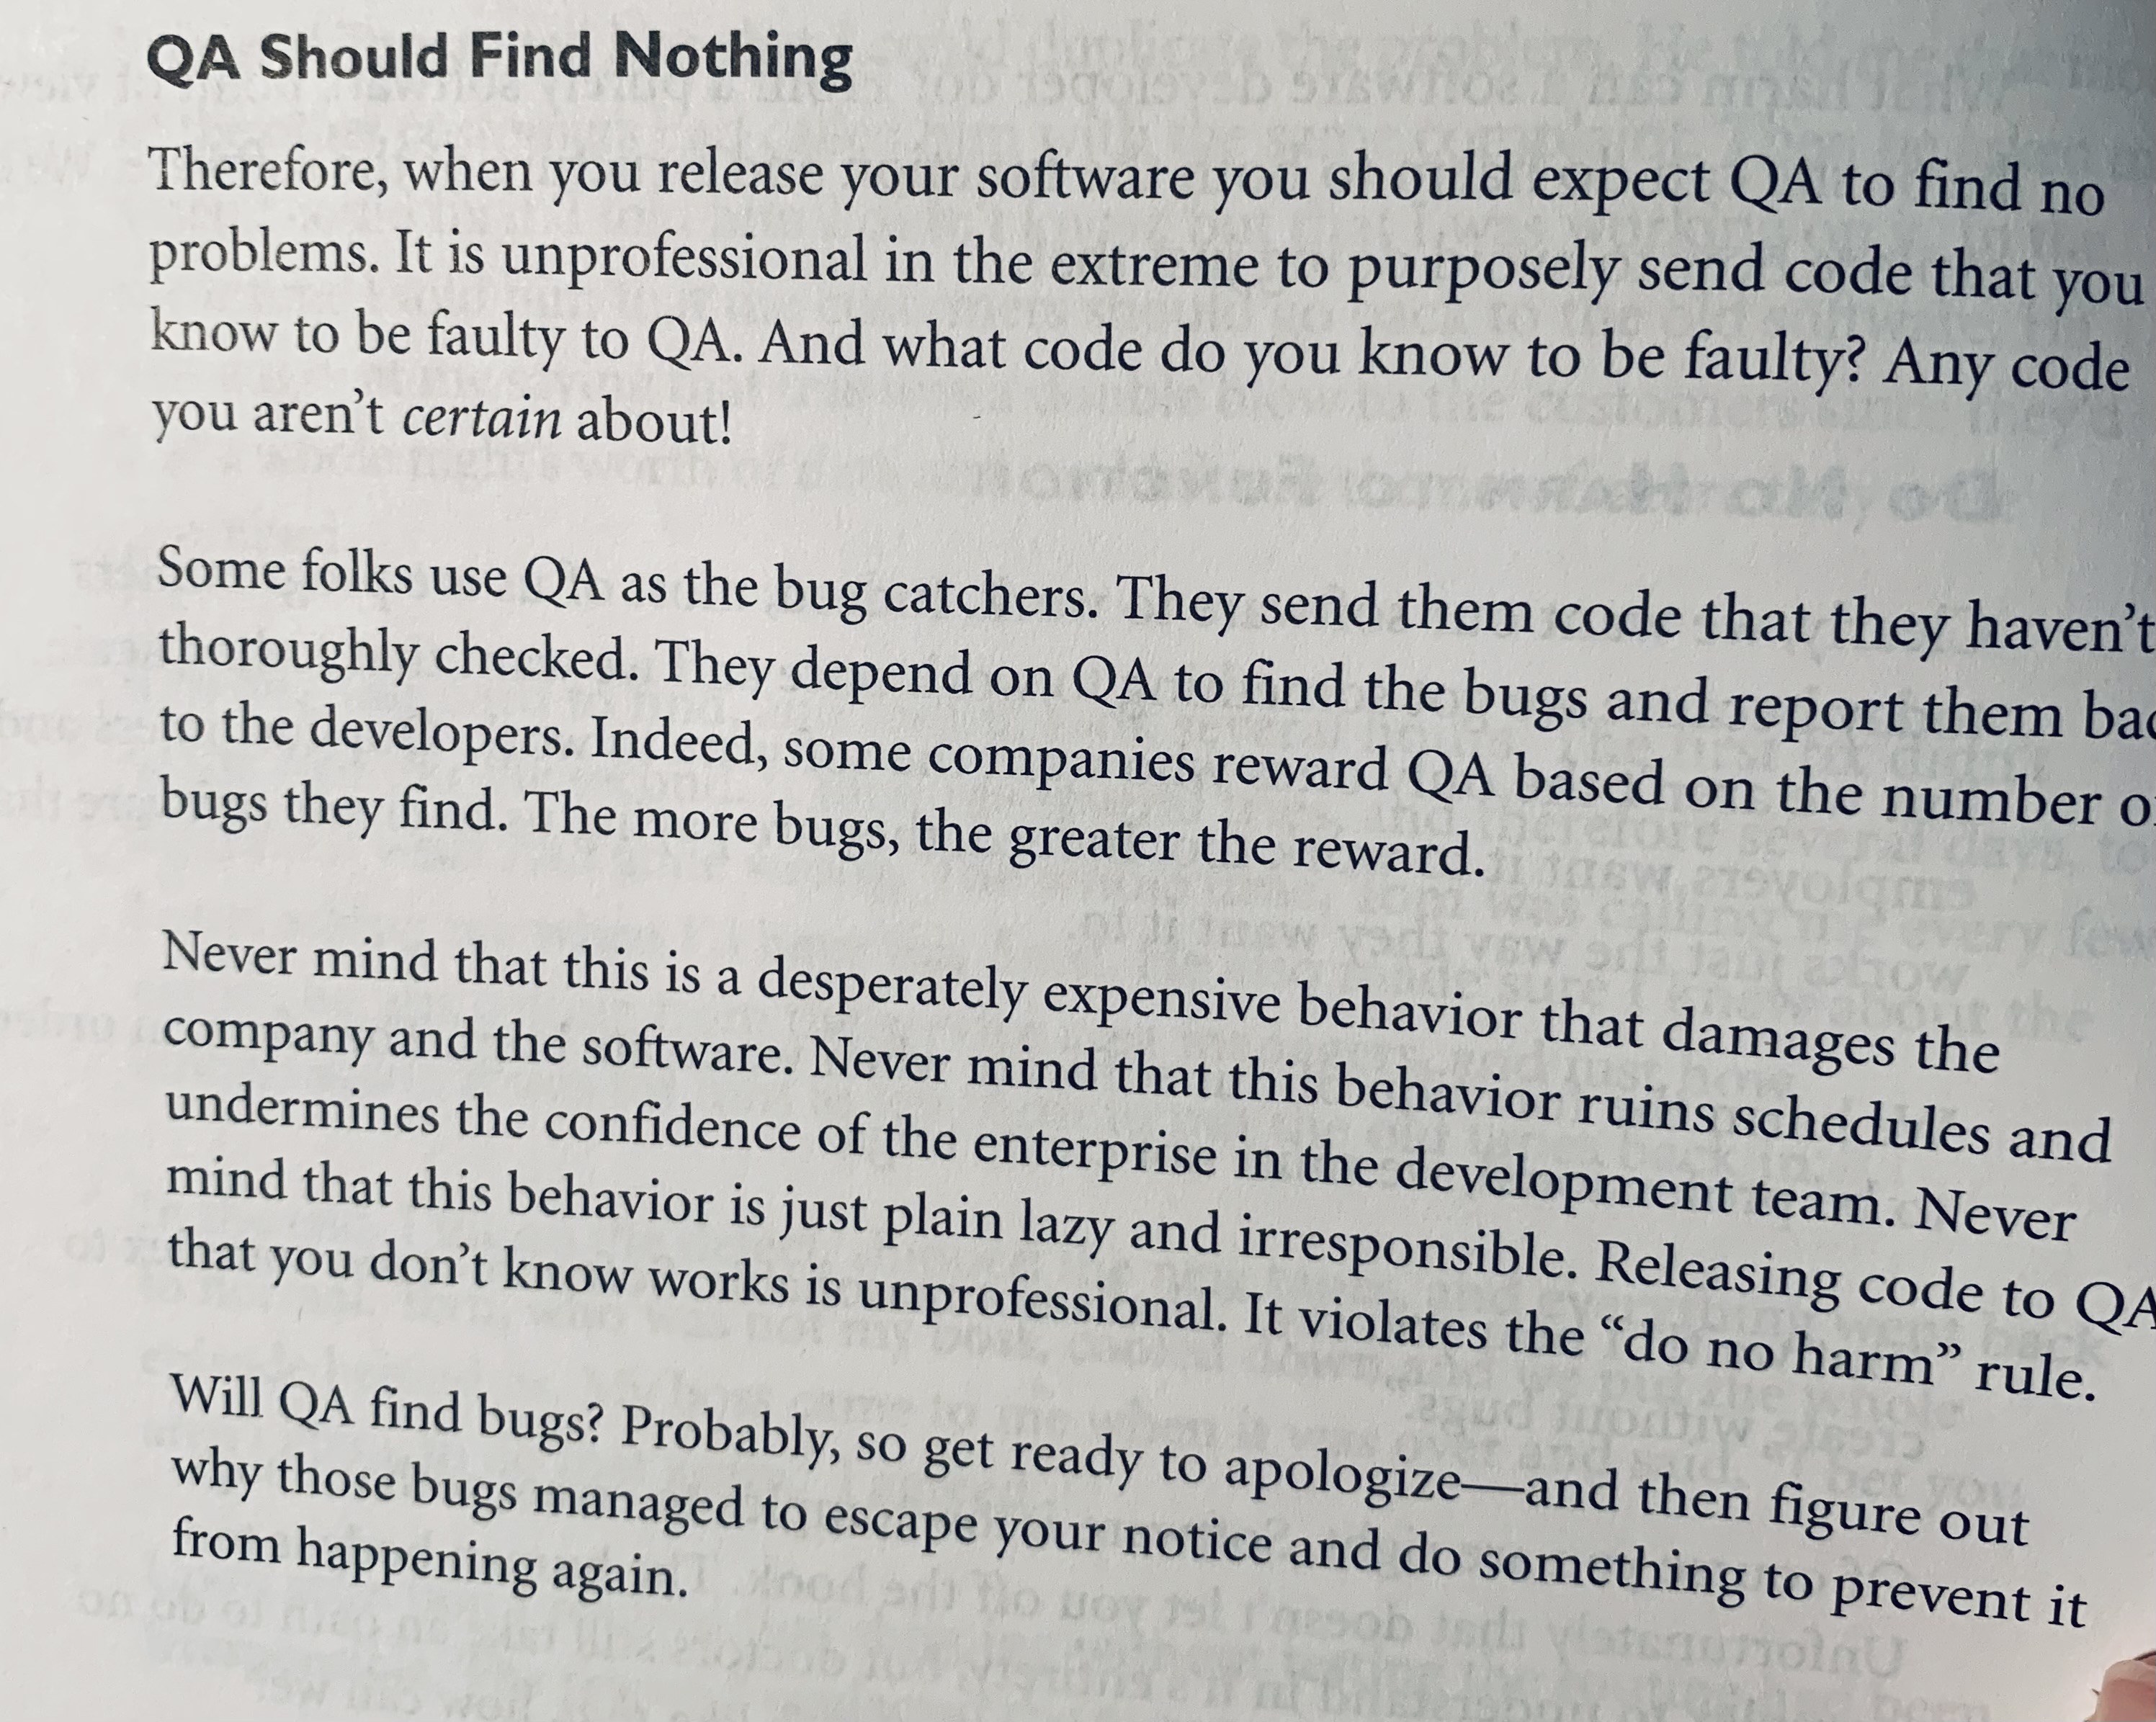 QA Should Find Nothing
Therefore, when you release your software you should expect QA to find no
problems. It is unprofessional in the extreme to purposely send code that you
know to be faulty to QA. And what code do you know to be faulty? Any code
you aren’t certain about!
Some folks use QA as the bug catchers. They send them code that they haven’t
thoroughly checked. They depend on QA to find the bugs and report them bac
to the developers. Indeed, some companies reward QA based on the number o
bugs they find. The more bugs, the greater the reward.
Never mind that this is a desperately expensive behavior that damages the
company and the software. Never mind that this behavior ruins schedules and
undermines the confidence of the enterprise in the development team. Never
mind that this behavior is just plain lazy and irresponsible. Releasing code to QA
that you don’t know works is unprofessional. It violates the “do no harm” rule.
Will QA find bugs? Probably, so get ready to apologize—and then figure out
why those bugs managed to escape your notice and do something to prevent it
from happening again.